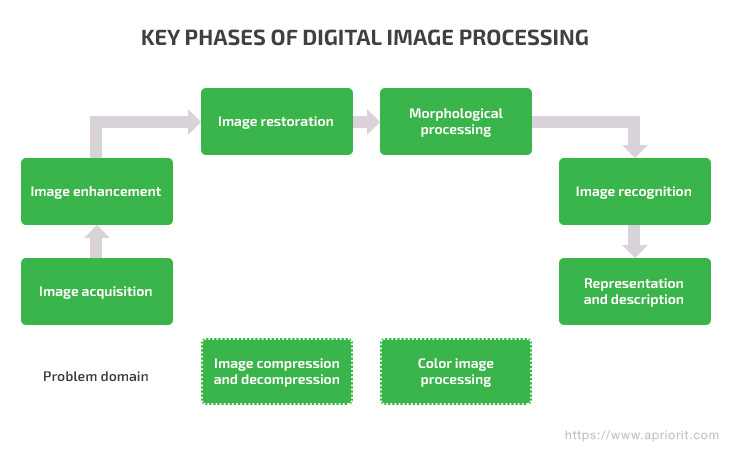 KEY PHASES OF DIGITAL IMAGE PROCESSING
Image restoration
Morphological
processing
Image enhancement
Image recognition
Image acquisition
Representation
and description
Problem domain
Image compression
and decompression
Color image
processing
https://www.apriorit.com